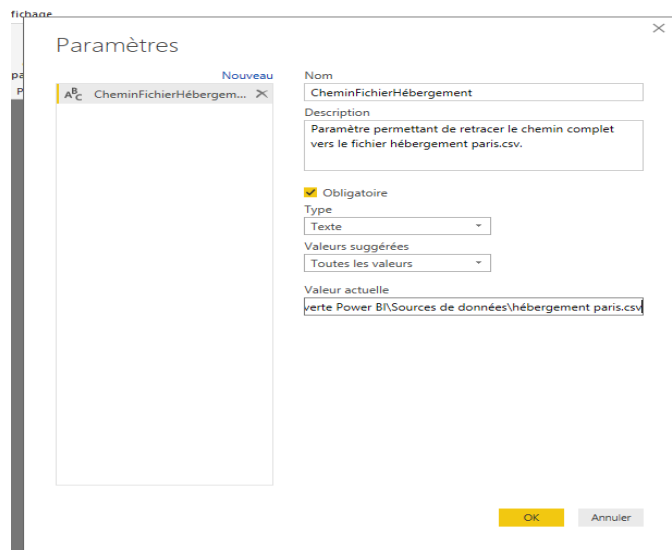 fichage
Paramètres
Nouveau
pa
P
ABC CheminFichierHébergem...
Nom
CheminFichierHébergement
Description
Paramètre permettant de retracer le chemin complet
vers le fichier hébergement paris.csv.
Obligatoire
Type
Texte
Valeurs suggérées
Toutes les valeurs
Valeur actuelle
verte Power BI\Sources de données\hébergement paris.csv
OK
Annuler